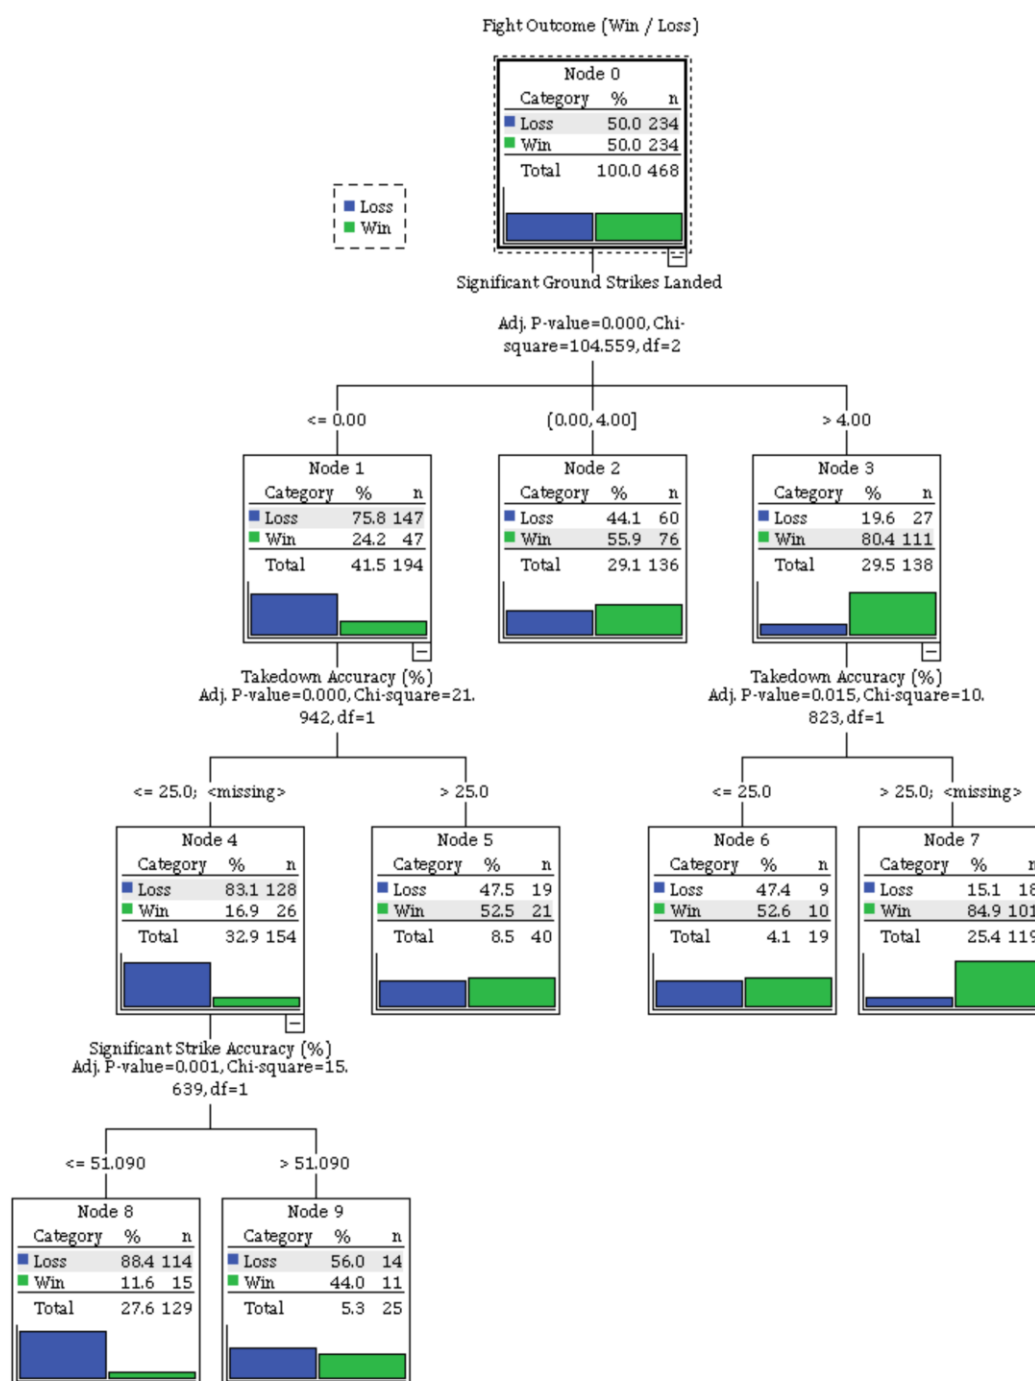 Fight Outcome (Win / Loss)
Node 0
Category % n
Loss 50.0 234
Win 50.0 234
Total 100.0 468
Loss
Win
Significant Ground Strikes Landed
Adj. P-value=0.000, Chi-
square=104.559, df=2
<= 0.00
(0.00, 4.00]
> 4.00
Node 1
Category % n
Loss 75.8 147
Win 24.2 47
Total 41.5 194
Node 2
Category % n
Loss 44.1 60
Win 55.9 76
Total 29.1 136
Node 3
Category % n
Loss 19.6 27
Win 80.4 111
Total 29.5 138
Takedown Accuracy (%)
Adj. P-value=0.000, Chi-square=21.
942, df=1
Takedown Accuracy (%)
Adj. P-value=0.015, Chi-square=10.
823, df=1
<= 25.0; <missing>
> 25.0
<= 25.0
> 25.0; <missing>
Node 4
Category % n
Loss 83.1 128
Win 16.9 26
Total 32.9 154
Node 5
Category % n
Loss 47.5 19
Win 52.5 21
Total 8.5 40
Node 6
Category % n
Loss 47.4 9
Win 52.6 10
Total 4.1 19
Node 7
Category % n
Loss 15.1 18
Win 84.9 101
Total 25.4 119
Significant Strike Accuracy (%)
Adj. P-value=0.001, Chi-square=15.
639, df=1
<= 51.090
> 51.090
Node 8
Category % n
Loss 88.4 114
Win 11.6 15
Total 27.6 129
Node 9
Category % n
Loss 56.0 14
Win 44.0 11
Total 5.3 25